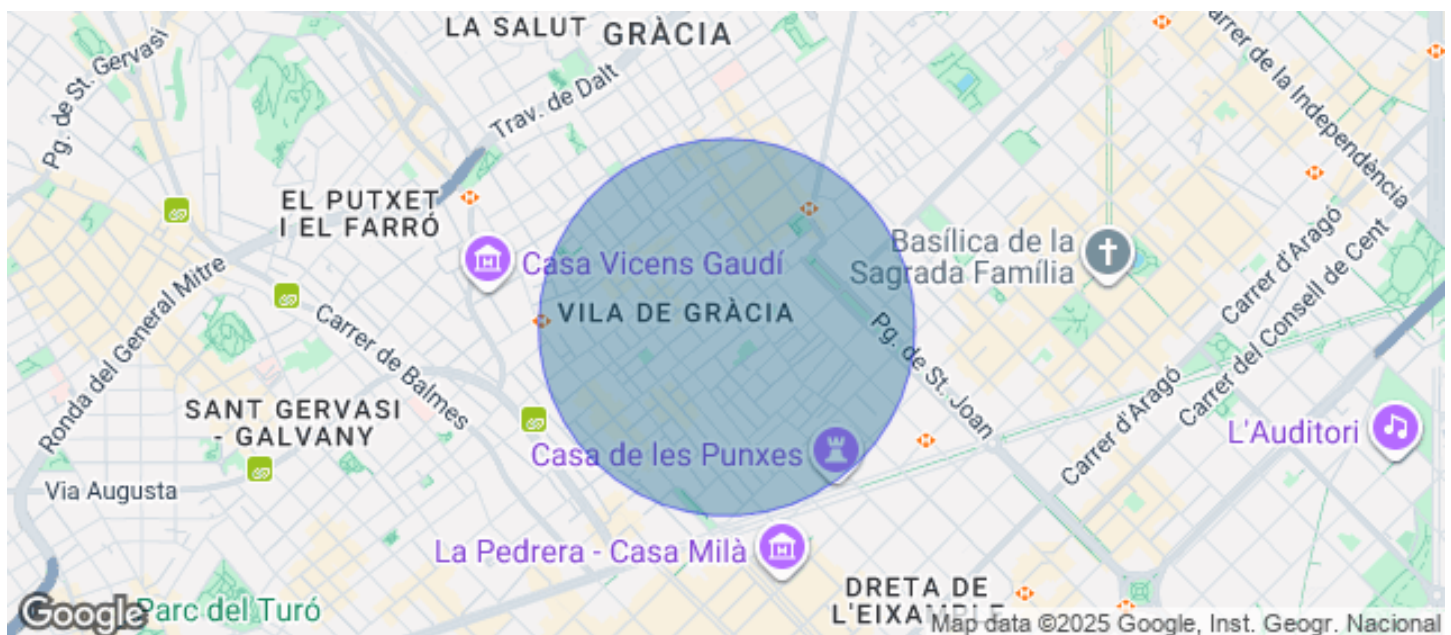 LA SALUT
GRÀCIA
Carrer de la Independència
Pg. de St. Gervasi
Trav. de Dalt
EL PUTXET
I EL FARRÓ
Casa Vicens Gaudí
Basílica de la
Sagrada Família
VILA DE GRÀCIA
Ronda del General Mitre
Carrer de Balmes
Pg. de St. Joan
Carrer d'Aragó
Carrer del Consell de Cent
Carrer d'Aragó
SANT GERVASI
- GALVANY
L'Auditori
Casa de les Punxes
Via Augusta
La Pedrera - Casa Milà
DRETA DE
L'EIXAMPLE
Google
Parc del Turó
Map data ©2025 Google, Inst. Geogr. Nacional